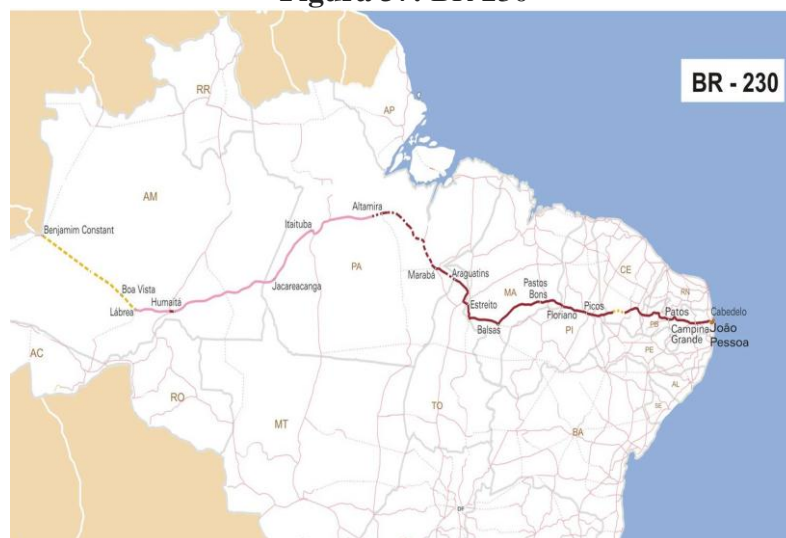 BR - 230
RR
AP
AM
Altamira
Benjamim Constant
Itaituba
PA
Marabá
Araguatins
CE
RN
Boa Vista
Humaitá
Lábrea
Jacareacanga
Estreito
MA
Pastos
Bons
Picos
Patos
Cabedelo
Balsas
Floriano
PI
PB
Campina
Grande
João
Pessoa
PE
AC
AL
RO
SE
TO
MT
BA
DF